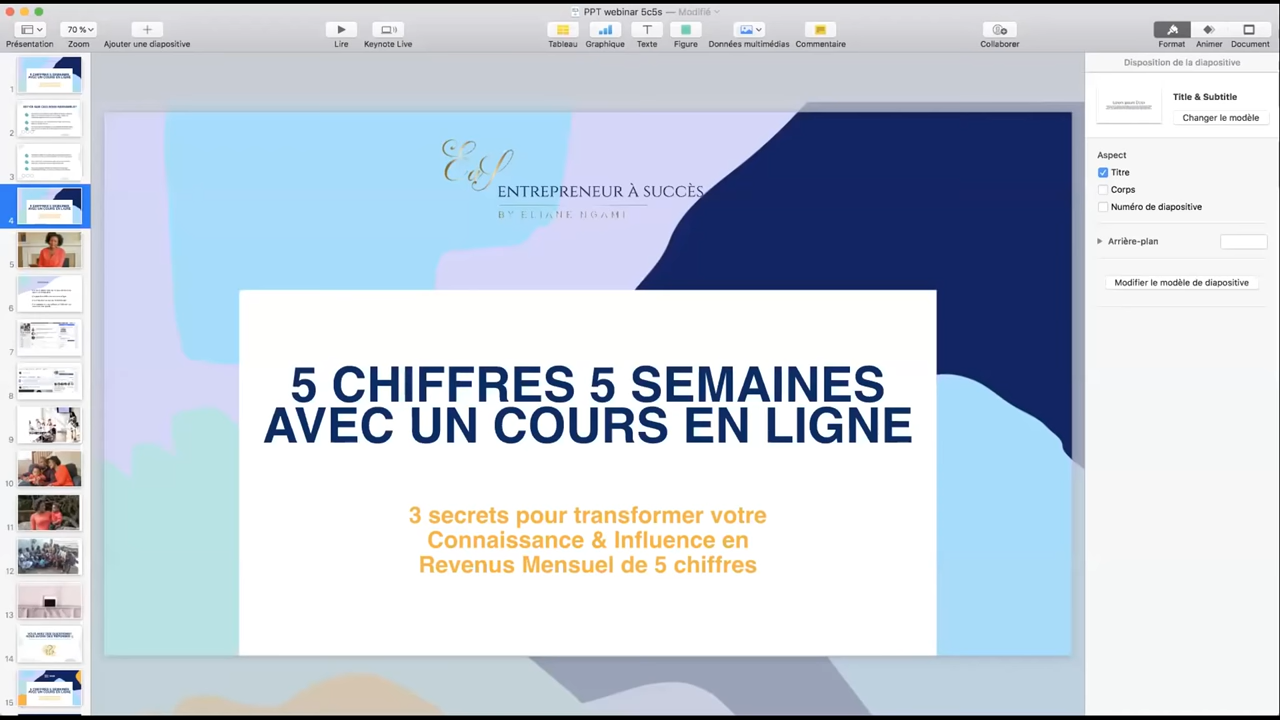 PPT webinar 5c5s — Modifié
70 %
Présentation
Zoom
Ajouter une diapositive
Lire
Keynote Live
Tableau
Graphique
Texte
Figure
Données multimédias
Commentaire
Collaborer
Format
Animer
Document
1
2
3
4
5
6
7
8
9
10
11
12
13
14
15
ENTREPRENEUR À SUCCÈS
BY ELIANE NGAMI
5 CHIFFRES 5 SEMAINES
AVEC UN COURS EN LIGNE
3 secrets pour transformer votre
Connaissance & Influence en
Revenus Mensuel de 5 chiffres
Disposition de la diapositive
Title & Subtitle
Changer le modèle
Aspect
Titre
Corps
Numéro de diapositive
Arrière-plan
Modifier le modèle de diapositive